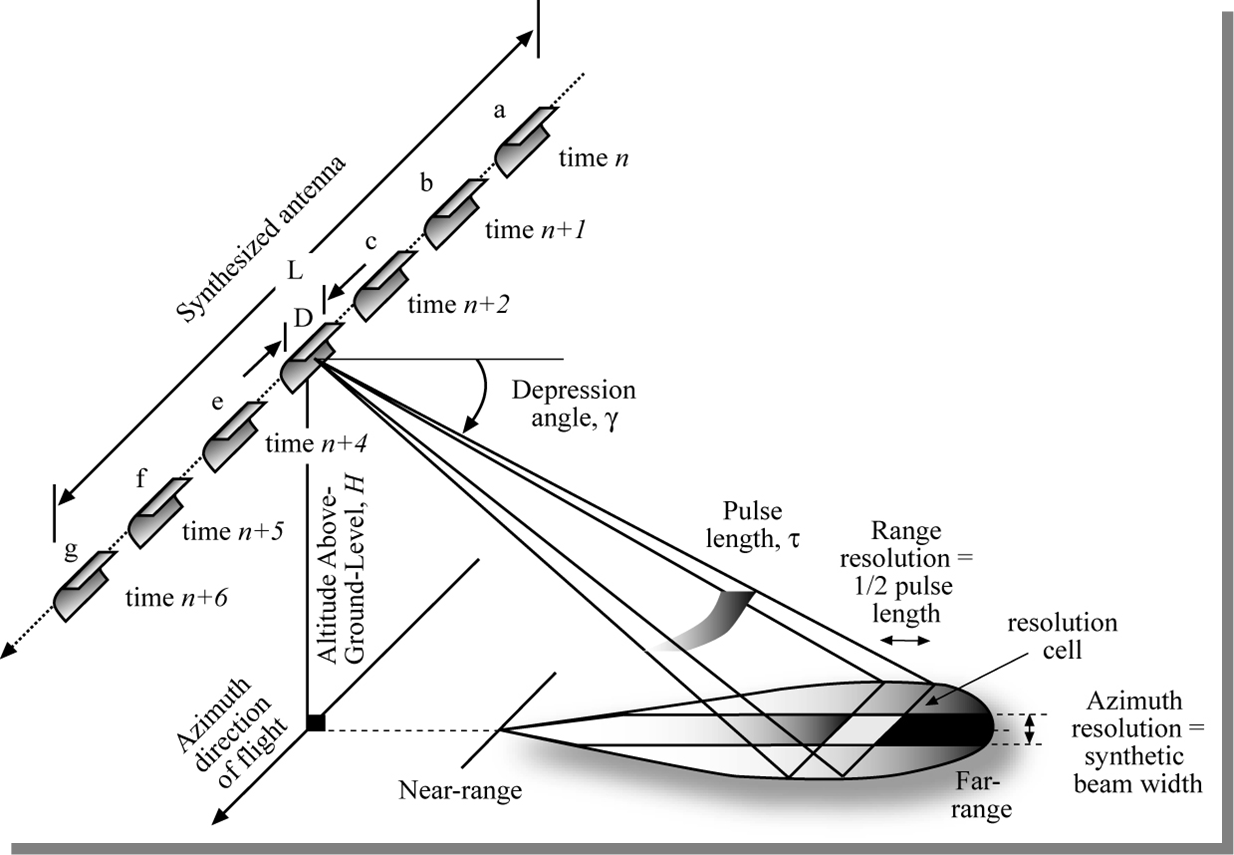 a
time n
b
time n+1
c
time n+2
Synthesized antenna
L
D
Depression
angle, γ
e
time n+4
f
time n+5
g
time n+6
Altitude Above-
Ground-Level, H
Pulse
length, τ
Range
resolution =
1/2 pulse
length
resolution
cell
Azimuth
direction
of flight
Near-range
Far-
range
Azimuth
resolution =
synthetic
beam width